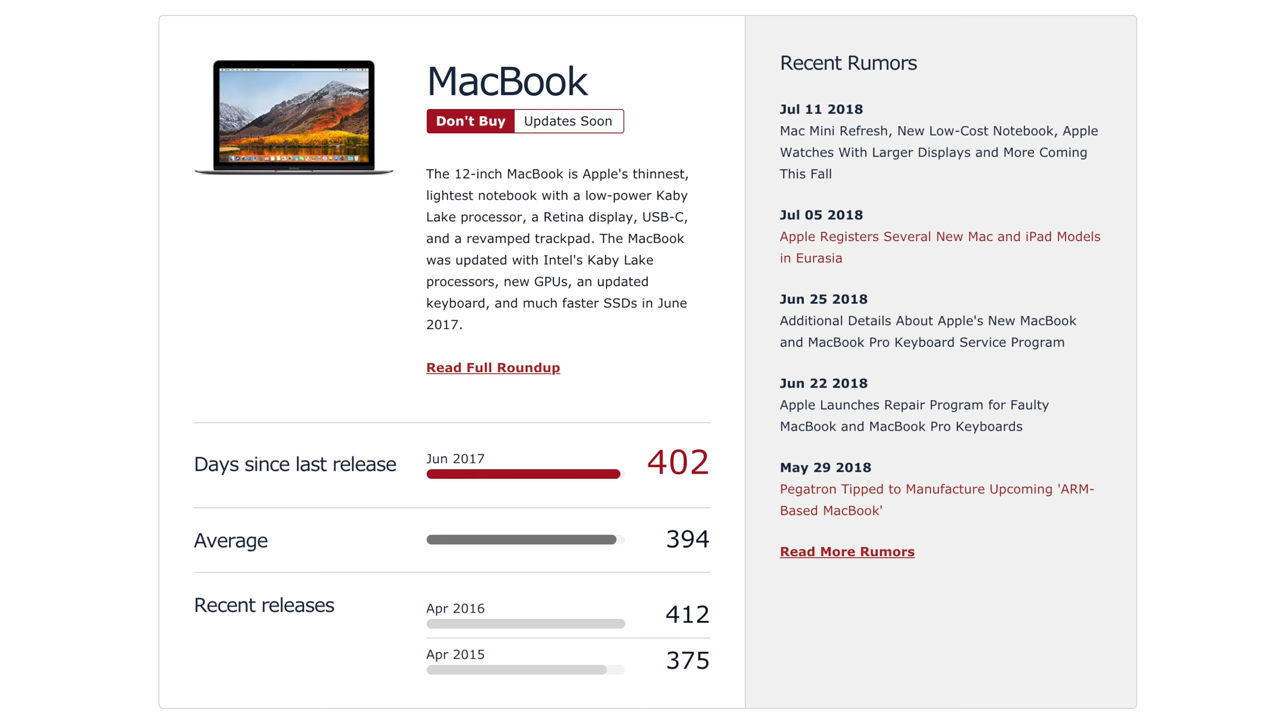 MacBook
Don't Buy Updates Soon
The 12-inch MacBook is Apple's thinnest,
lightest notebook with a low-power Kaby
Lake processor, a Retina display, USB-C,
and a revamped trackpad. The MacBook
was updated with Intel's Kaby Lake
processors, new GPUs, an updated
keyboard, and much faster SSDs in June
2017.
Read Full Roundup
Days since last release
Jun 2017
402
Average
394
Recent releases
Apr 2016
412
Apr 2015
375
Recent Rumors
Jul 11 2018
Mac Mini Refresh, New Low-Cost Notebook, Apple
Watches With Larger Displays and More Coming
This Fall
Jul 05 2018
Apple Registers Several New Mac and iPad Models
in Eurasia
Jun 25 2018
Additional Details About Apple's New MacBook
and MacBook Pro Keyboard Service Program
Jun 22 2018
Apple Launches Repair Program for Faulty
MacBook and MacBook Pro Keyboards
May 29 2018
Pegatron Tipped to Manufacture Upcoming 'ARM-
Based MacBook'
Read More Rumors